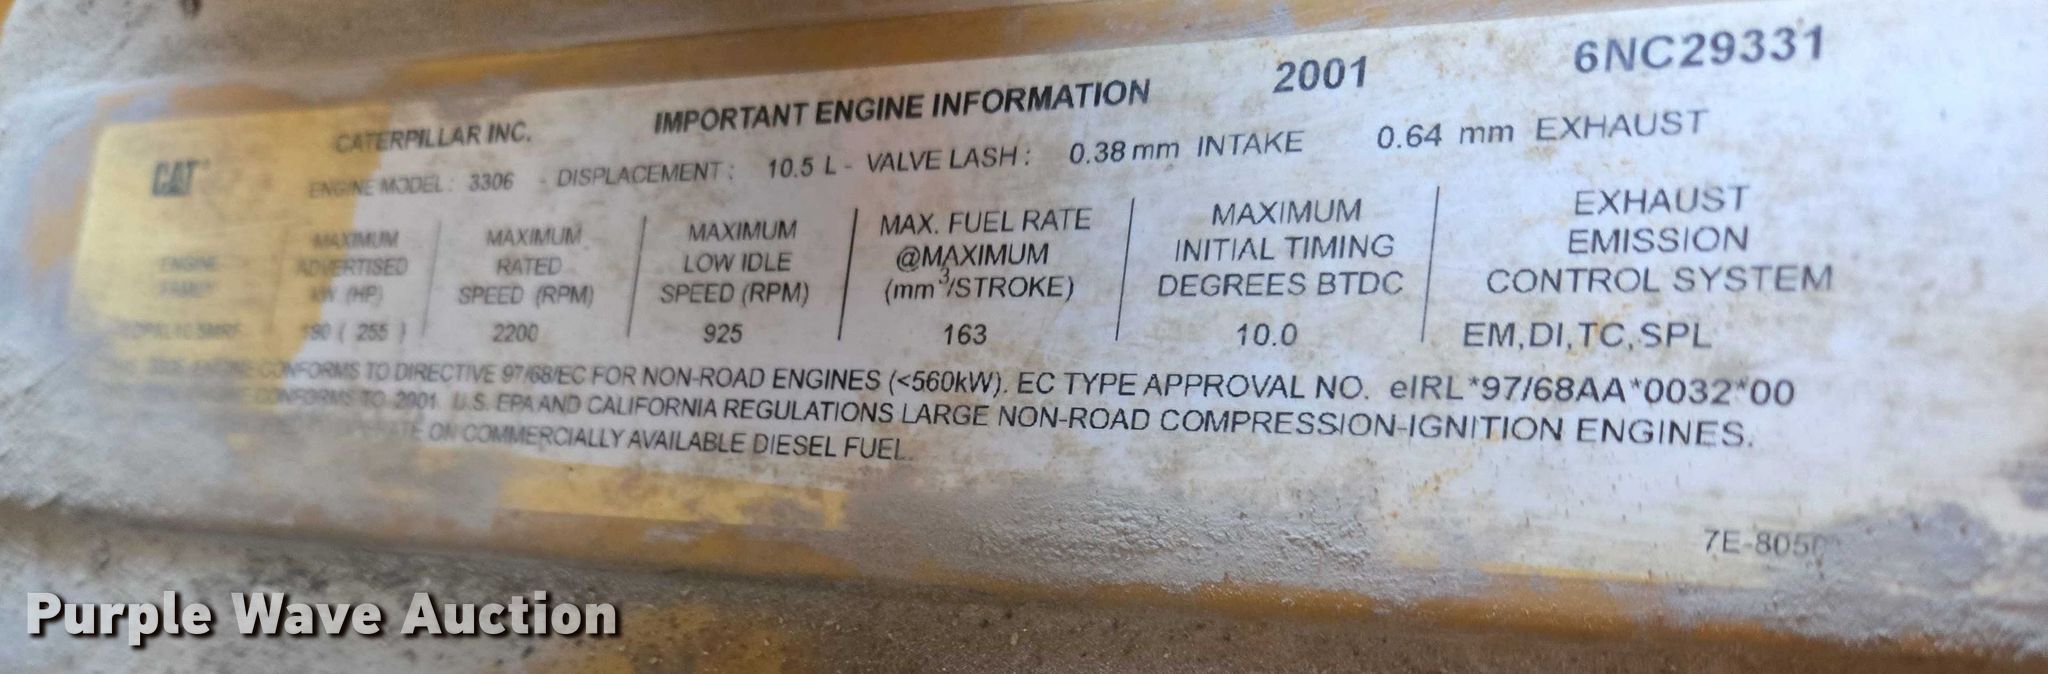 2001 6NC29331
CAT CATERPILLAR INC. IMPORTANT ENGINE INFORMATION
ENGINE MODEL: 3306 - DISPLACEMENT: 10.5 L - VALVE LASH: 0.38 mm INTAKE 0.64 mm EXHAUST
ENGINE FAMILY
MAXIMUM ADVERTISED kW (HP)
MAXIMUM RATED SPEED (RPM)
MAXIMUM LOW IDLE SPEED (RPM)
MAX. FUEL RATE @MAXIMUM (mm³/STROKE)
MAXIMUM INITIAL TIMING DEGREES BTDC
EXHAUST EMISSION CONTROL SYSTEM
190 ( 255 ) 2200 925 163 10.0 EM,DI,TC,SPL
ENGINE CONFORMS TO DIRECTIVE 97/68/EC FOR NON-ROAD ENGINES (<560kW). EC TYPE APPROVAL NO. eIRL*97/68AA*0032*00
CONFORMS TO 2001 U.S. EPA AND CALIFORNIA REGULATIONS LARGE NON-ROAD COMPRESSION-IGNITION ENGINES.
ON COMMERCIALLY AVAILABLE DIESEL FUEL.
Purple Wave Auction